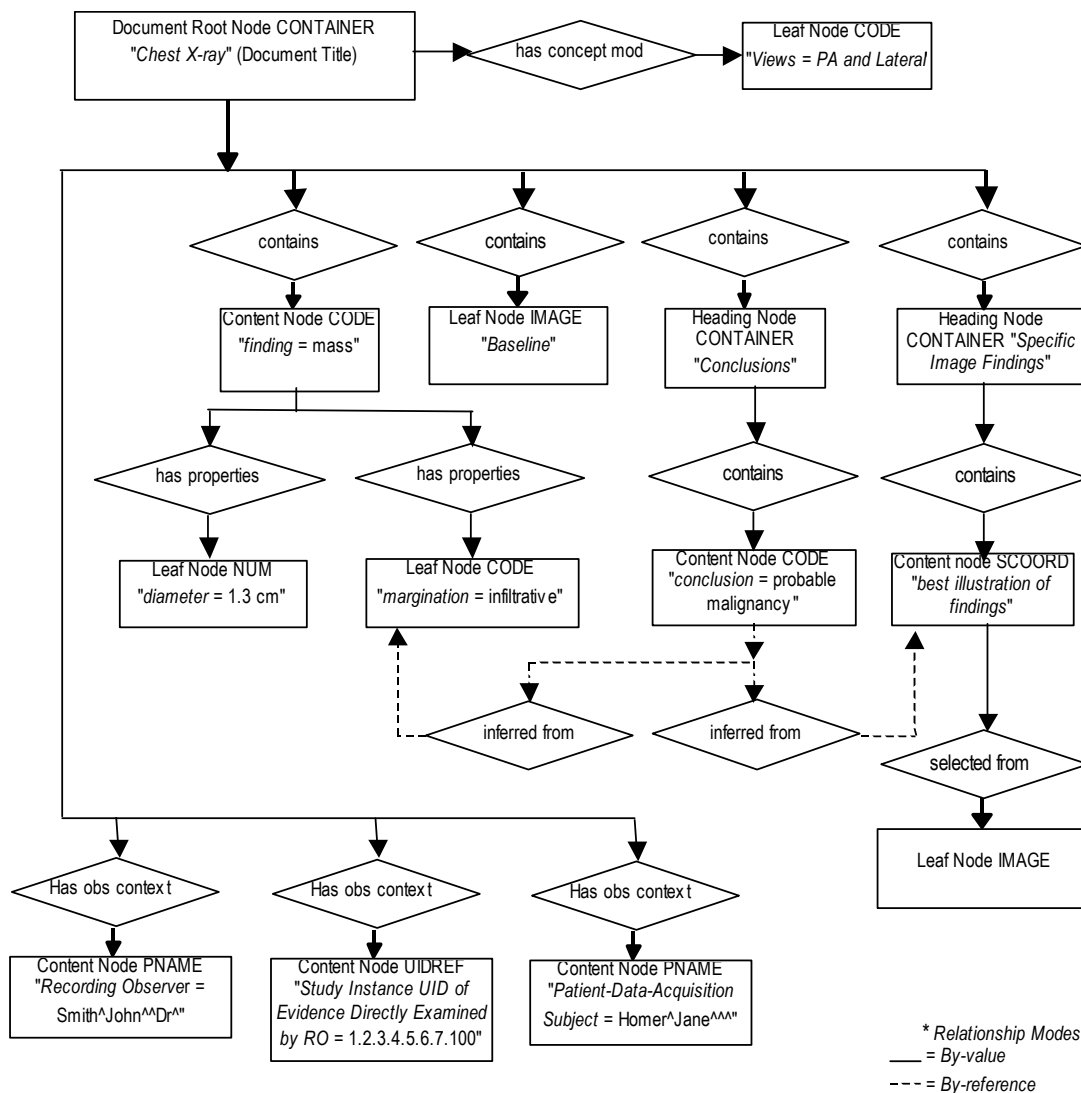 Document Root Node CONTAINER
"Chest X-ray" (Document Title)
has concept mod
Leaf Node CODE
"Views = PA and Lateral
contains
contains
contains
contains
Content Node CODE
"finding = mass"
Leaf Node IMAGE
"Baseline"
Heading Node
CONTAINER
"Conclusions"
Heading Node
CONTAINER "Specific
Image Findings"
has properties
has properties
contains
contains
Leaf Node NUM
"diameter = 1.3 cm"
Leaf Node CODE
"margination = infiltrative"
Content Node CODE
"conclusion = probable
malignancy"
Content node SCOORD
"best illustration of
findings"
inferred from
inferred from
selected from
Leaf Node IMAGE
Has obs context
Has obs context
Has obs context
Content Node PNAME
"Recording Observer =
Smith^John^^Dr^"
Content Node UIDREF
"Study Instance UID of
Evidence Directly Examined
by RO = 1.2.3.4.5.6.7.100"
Content Node PNAME
"Patient-Data-Acquisition
Subject = Homer^Jane^^^"
* Relationship Modes
= By-value
= By-reference